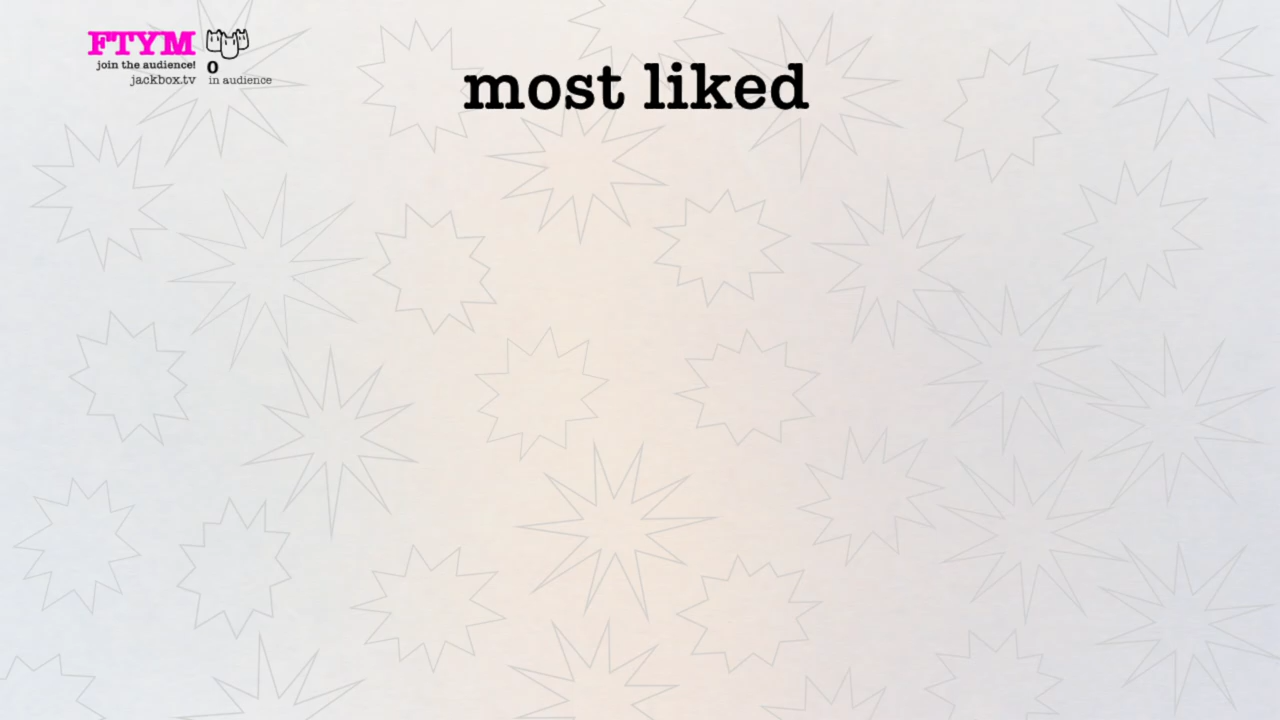 FTYM
join the audience!
jackbox.tv
0
in audience
most liked